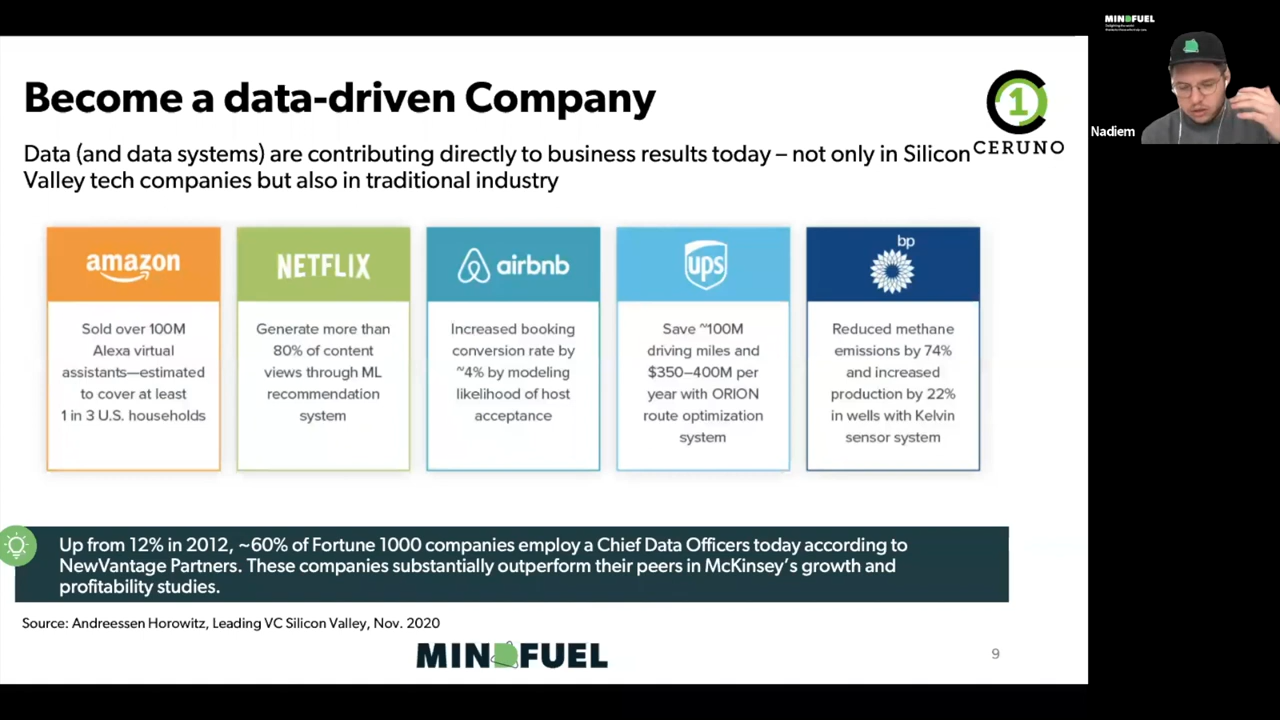 MINDFUEL
Nadiem
Become a data-driven Company
1
CERUNO
Data (and data systems) are contributing directly to business results today – not only in Silicon
Valley tech companies but also in traditional industry
amazon
Sold over 100M
Alexa virtual
assistants—estimated
to cover at least
1 in 3 U.S. households
NETFLIX
Generate more than
80% of content
views through ML
recommendation
system
airbnb
Increased booking
conversion rate by
~4% by modeling
likelihood of host
acceptance
ups
Save ~100M
driving miles and
$350–400M per
year with ORION
route optimization
system
bp
Reduced methane
emissions by 74%
and increased
production by 22%
in wells with Kelvin
sensor system
Up from 12% in 2012, ~60% of Fortune 1000 companies employ a Chief Data Officers today according to
NewVantage Partners. These companies substantially outperform their peers in McKinsey's growth and
profitability studies.
Source: Andreessen Horowitz, Leading VC Silicon Valley, Nov. 2020
MINDFUEL
9